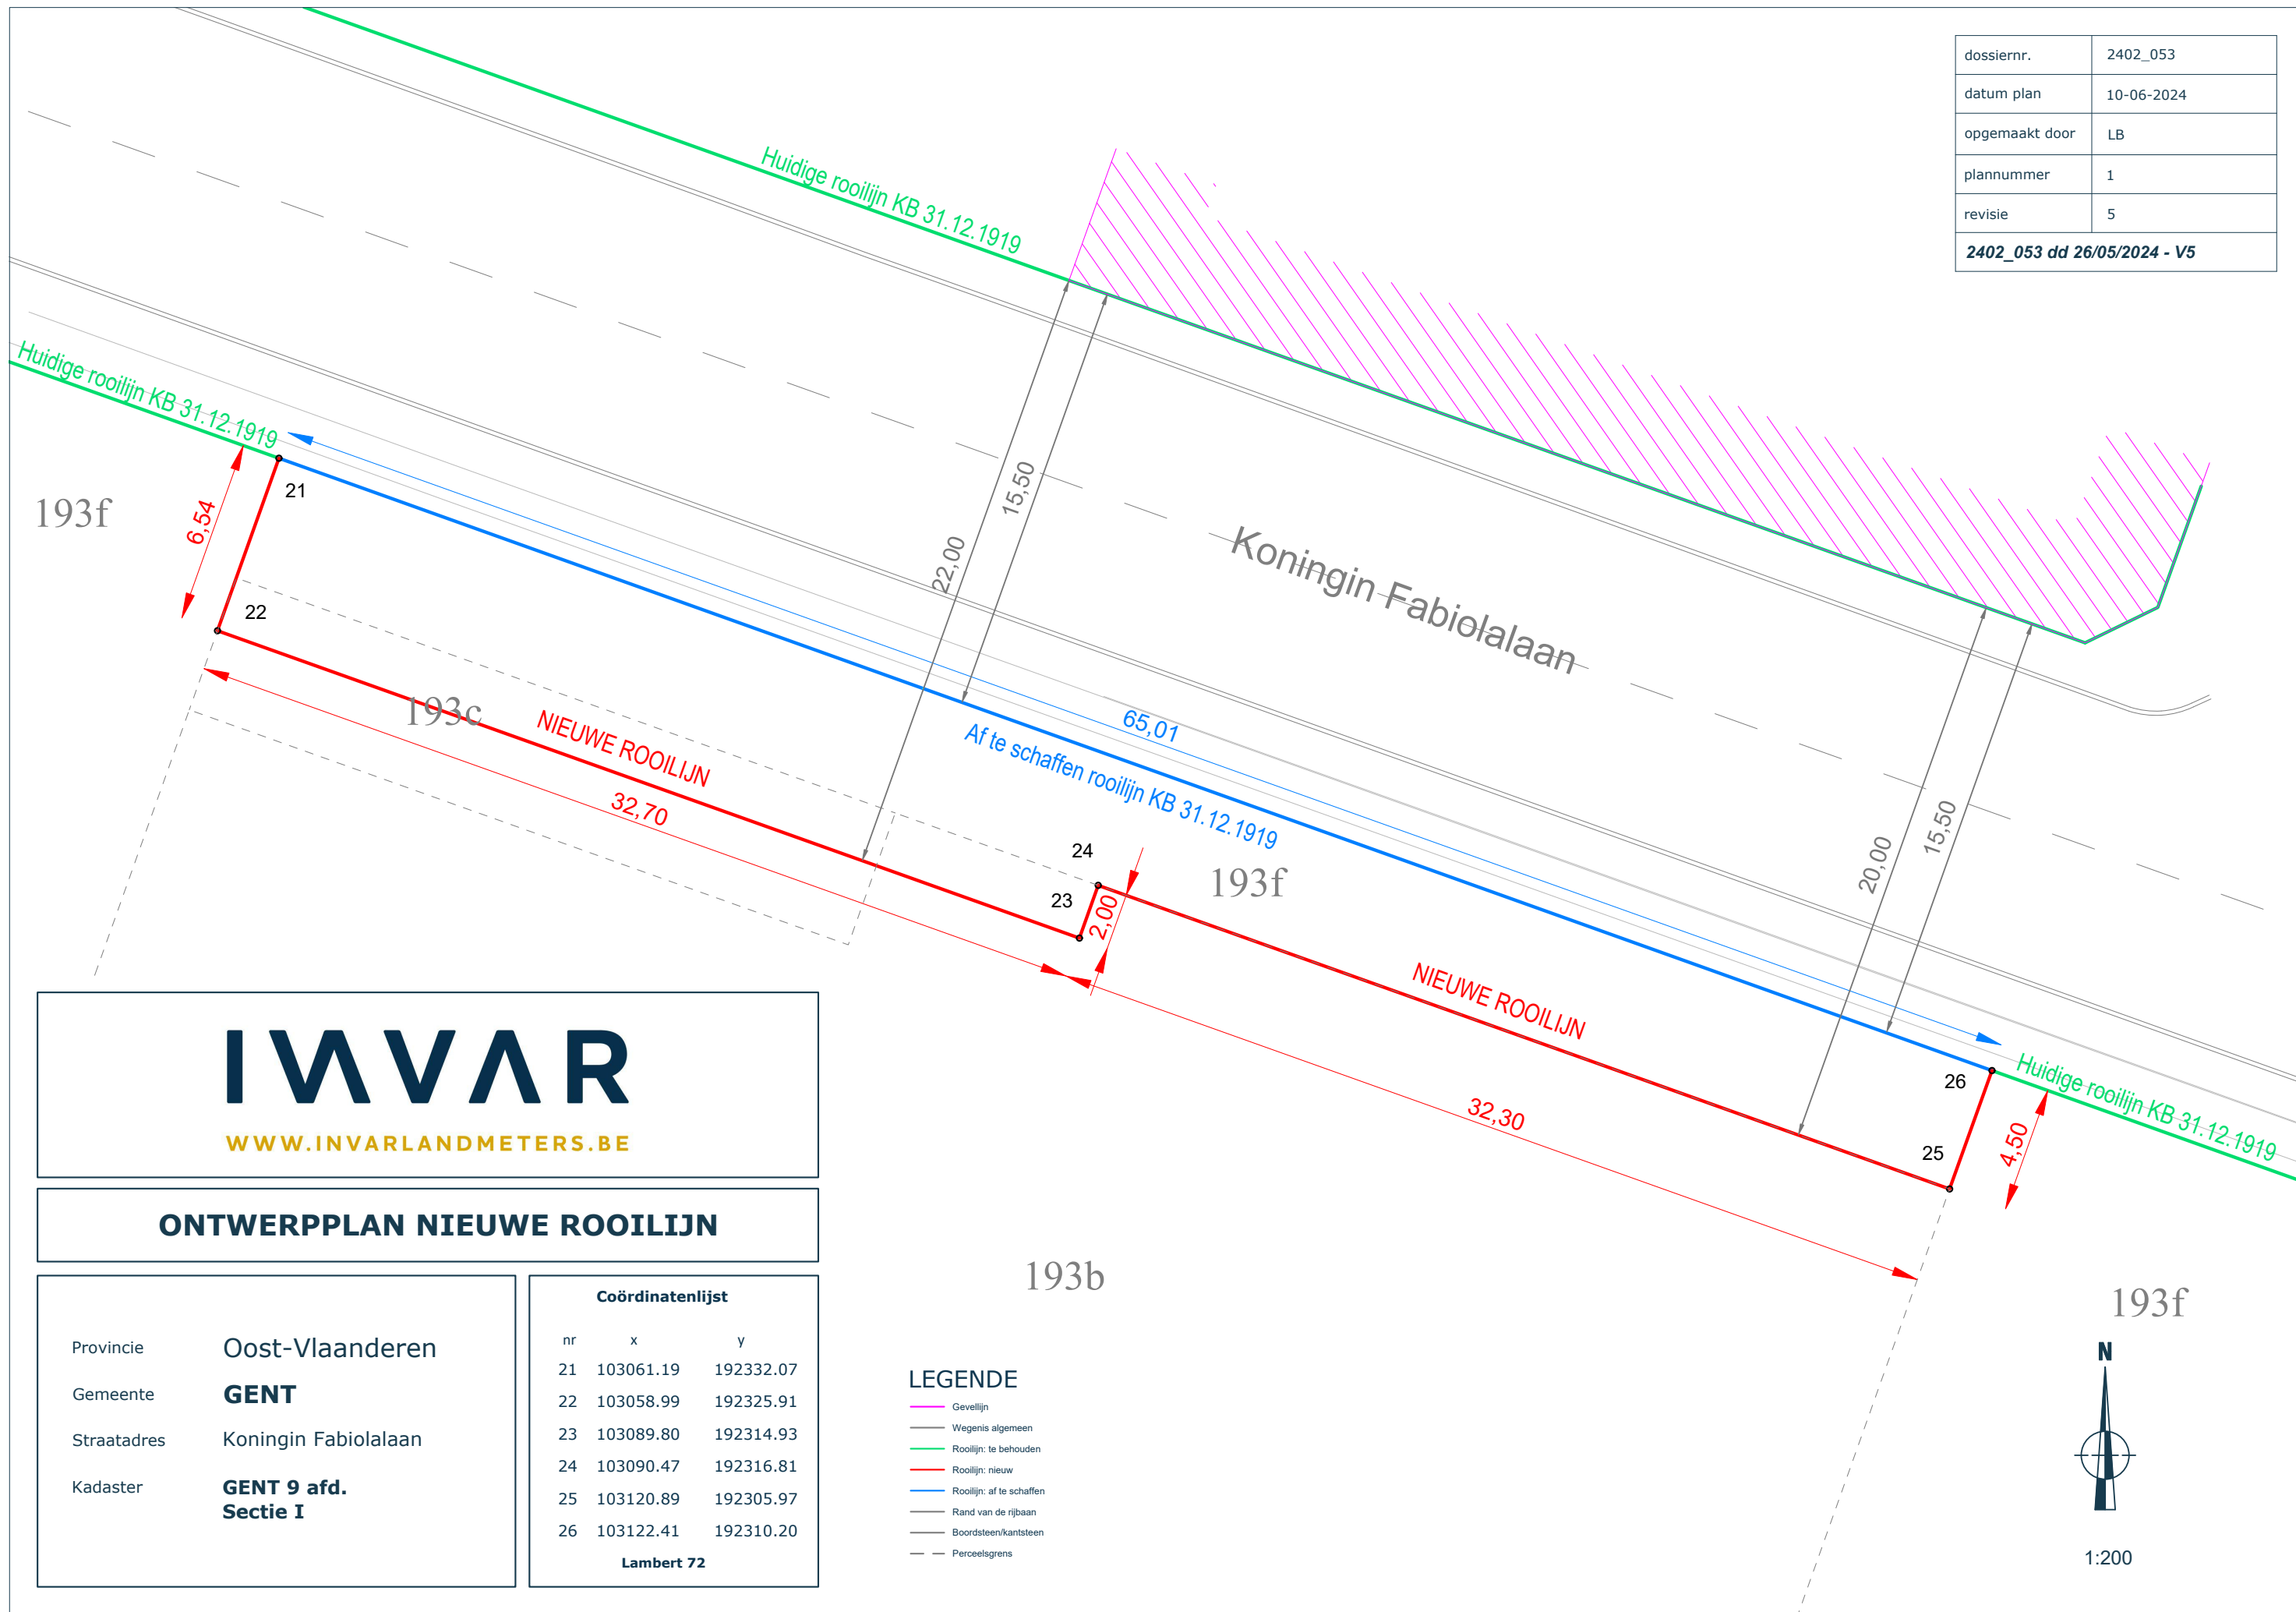 dossiernr. 2402_053
datum plan 10-06-2024
opgemaakt door LB
plannummer 1
revisie 5
2402_053 dd 26/05/2024 - V5
Huidige rooilijn KB 31.12.1919
Huidige rooilijn KB 31.12.1919
193f
6,54
21
22
15,50
22,00
Koningin Fabiolalaan
193c
NIEUWE ROOILIJN
32,70
65,01
Af te schaffen rooilijn KB 31.12.1919
24
23
2,00
193f
20,00
15,50
NIEUWE ROOILIJN
32,30
26
25
4,50
Huidige rooilijn KB 31.12.1919
193b
193f
INVAR
WWW.INVARLANDMETERS.BE
ONTWERPPLAN NIEUWE ROOILIJN
Provincie Oost-Vlaanderen
Gemeente GENT
Straatadres Koningin Fabiolalaan
Kadaster GENT 9 afd.
Sectie I
Coördinatenlijst
nr x y
21 103061.19 192332.07
22 103058.99 192325.91
23 103089.80 192314.93
24 103090.47 192316.81
25 103120.89 192305.97
26 103122.41 192310.20
Lambert 72
LEGENDE
Gevellijn
Wegenis algemeen
Rooilijn: te behouden
Rooilijn: nieuw
Rooilijn: af te schaffen
Rand van de rijbaan
Boordsteen/kantsteen
Perceelsgrens
N
1:200